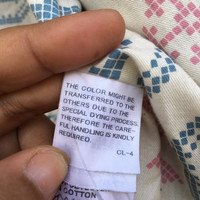 THE COLOR MIGHT BE
TRANSFERRED TO THE
OTHERS DUE TO THE
SPECIAL DYING PROCESS.
THEREFORE THE CARE-
FUL HANDLING IS KINDLY
REQUIRED.
CL-4
COTTON